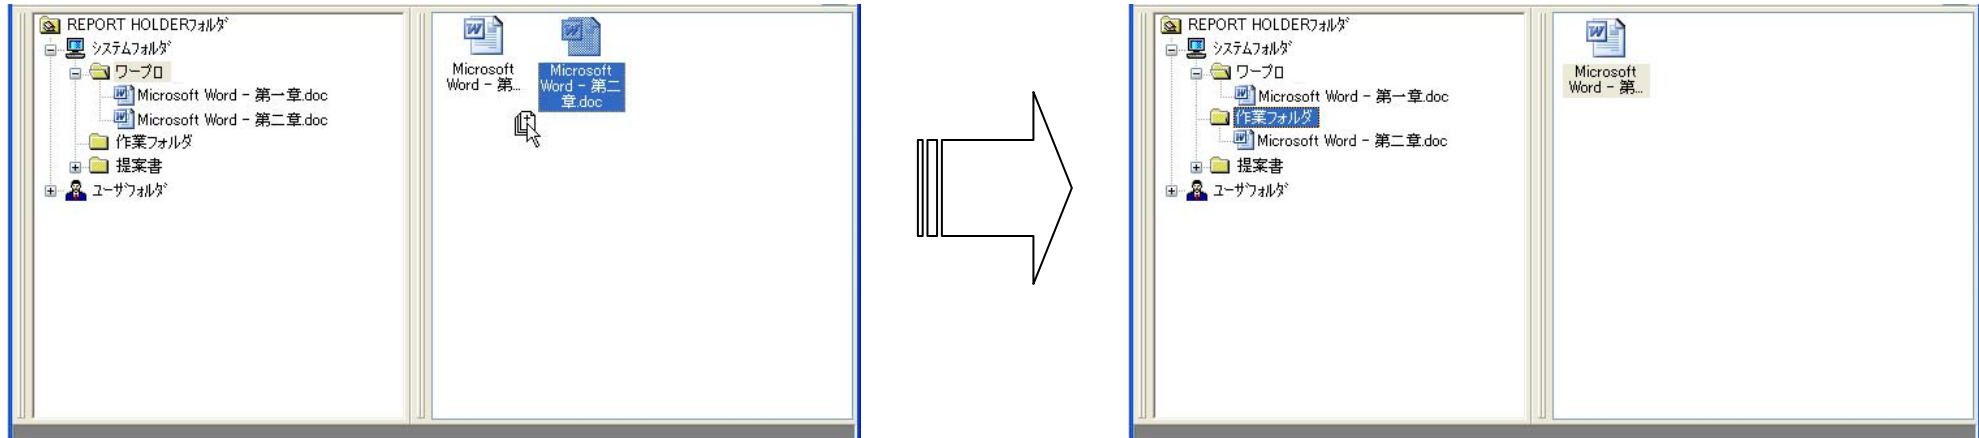 REPORT HOLDERフォルダ
システムフォルダ
ワープロ
Microsoft Word - 第一章.doc
Microsoft Word - 第二章.doc
作業フォルダ
提案書
ユーザフォルダ
Microsoft
Word - 第...
Microsoft
Word - 第二
章.doc
REPORT HOLDERフォルダ
システムフォルダ
ワープロ
Microsoft Word - 第一章.doc
作業フォルダ
Microsoft Word - 第二章.doc
提案書
ユーザフォルダ
Microsoft
Word - 第...